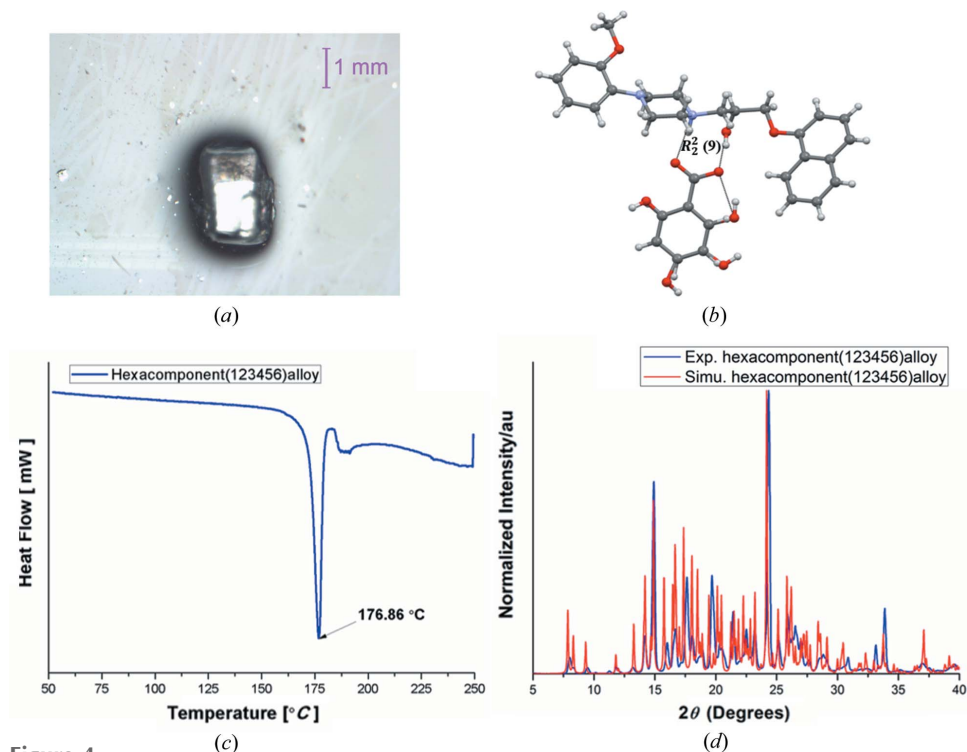 1 mm
R₂² (9)
(a)
(b)
Hexacomponent(123456)alloy
Heat Flow [ mW ]
176.86 °C
50 75 100 125 150 175 200 225 250
Temperature [°C ]
(c)
Exp. hexacomponent(123456)alloy
Simu. hexacomponent(123456)alloy
Normalized Intensity/au
5 10 15 20 25 30 35 40
2θ (Degrees)
(d)
Figure 4